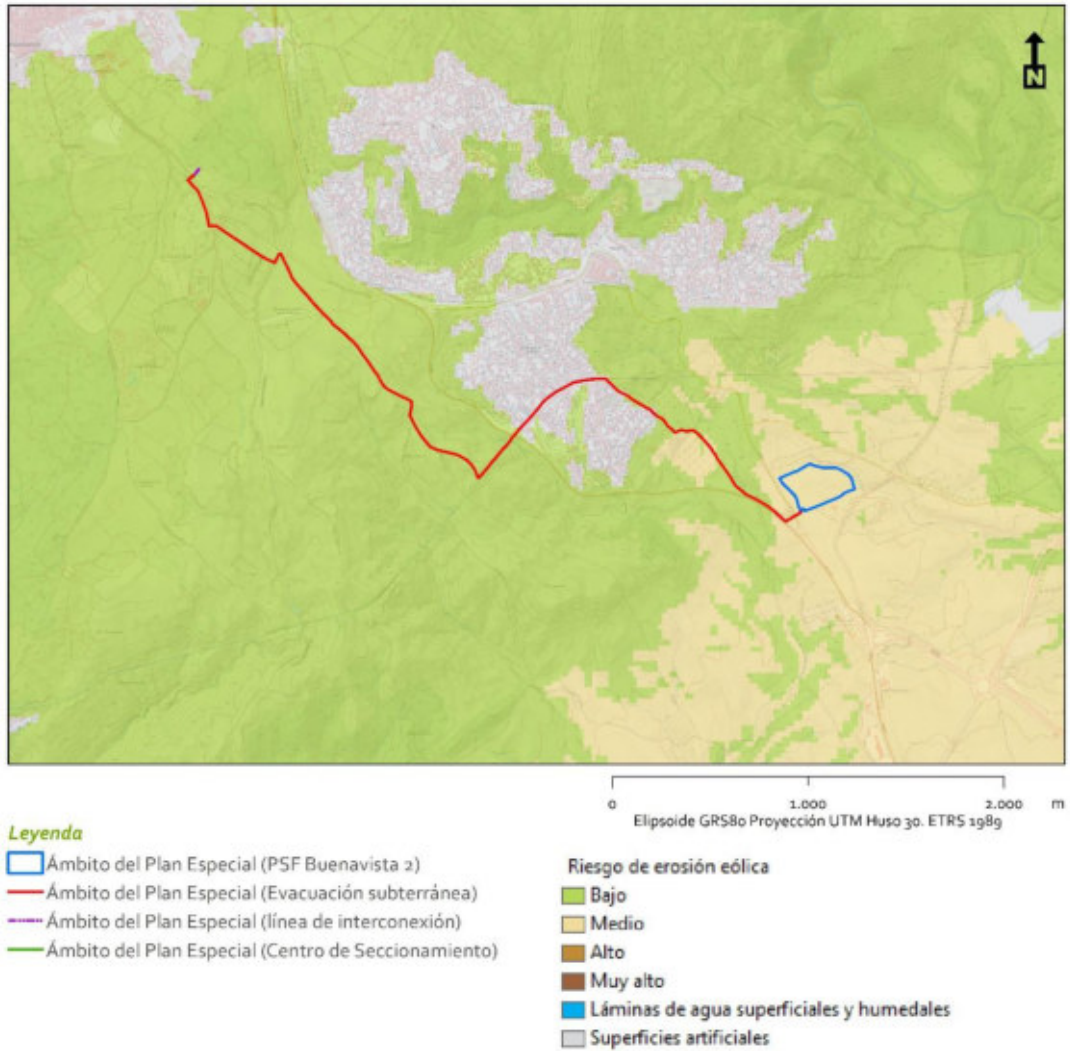 N
0 1.000 2.000 m
Elipsoide GRS80 Proyección UTM Huso 30. ETRS 1989
Leyenda
Ámbito del Plan Especial (PSF Buenavista 2)
Ámbito del Plan Especial (Evacuación subterránea)
Ámbito del Plan Especial (línea de interconexión)
Ámbito del Plan Especial (Centro de Seccionamiento)
Riesgo de erosión eólica
Bajo
Medio
Alto
Muy alto
Láminas de agua superficiales y humedales
Superficies artificiales